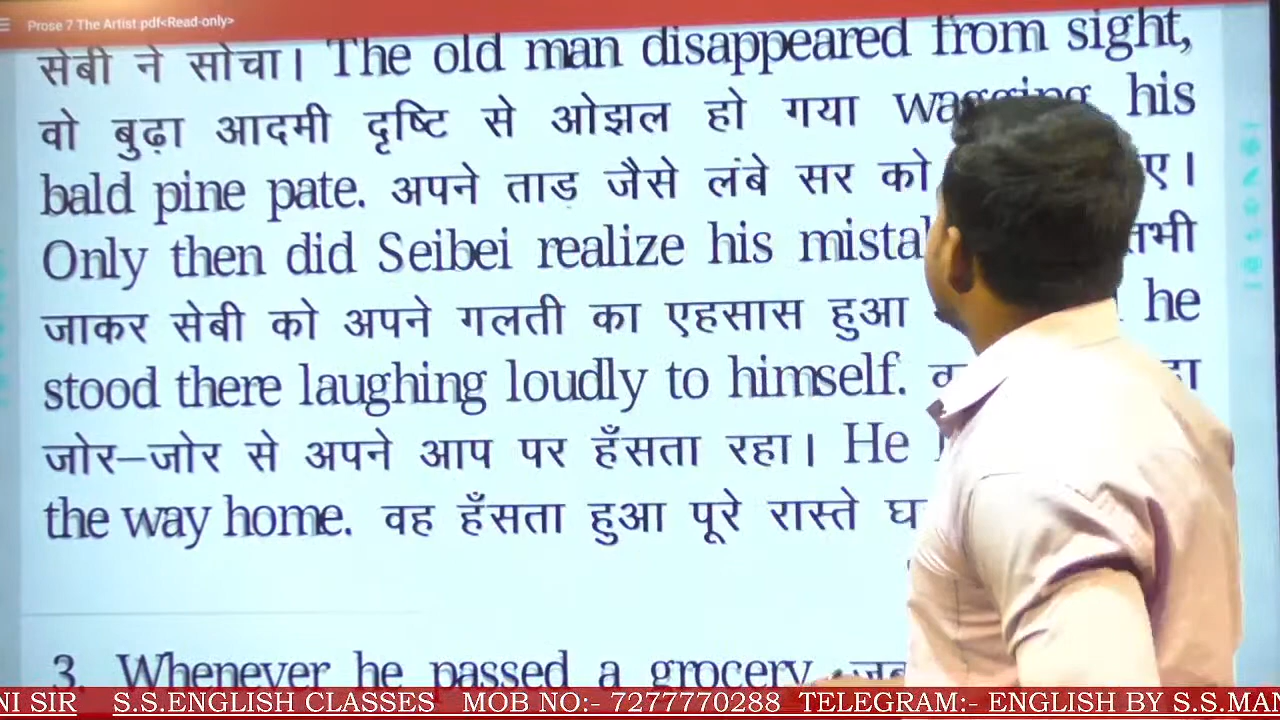 Prose 7 The Artist pdf<Read-only>
सेबी ने सोचा। The old man disappeared from sight,
वो बुढ़ा आदमी दृष्टि से ओझल हो गया wagging his
bald pine pate. अपने ताड़ जैसे लंबे सर को
Only then did Seibei realize his तभी
जाकर सेबी को अपने गलती का एहसास हुआ he
stood there laughing loudly to himself.
जोर–जोर से अपने आप पर हँसता रहा। He
the way home. वह हँसता हुआ पूरे रास्ते
3. Whenever he passed a grocery
NI SIR S.S.ENGLISH CLASSES MOB NO:- 7277770288 TELEGRAM:- ENGLISH BY S.S.MAN